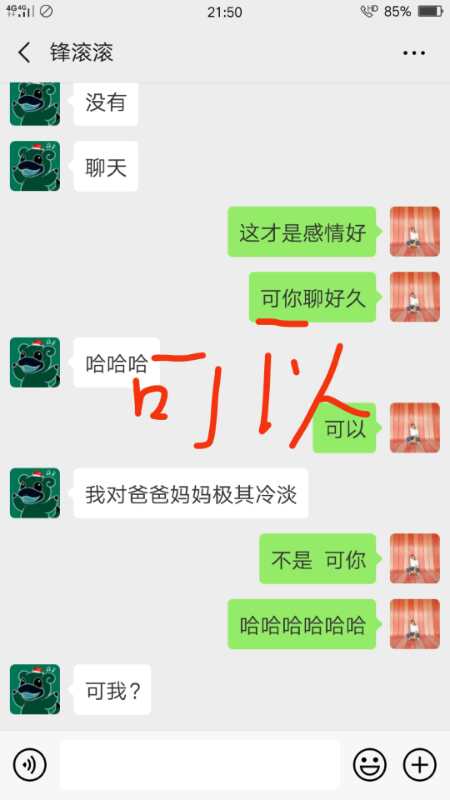 4G 4G
21:50
HD 85%
锋滚滚
没有
聊天
这才是感情好
可你聊好久
哈哈哈
可以
可以
我对爸爸妈妈极其冷淡
不是 可你
哈哈哈哈哈哈
可我？